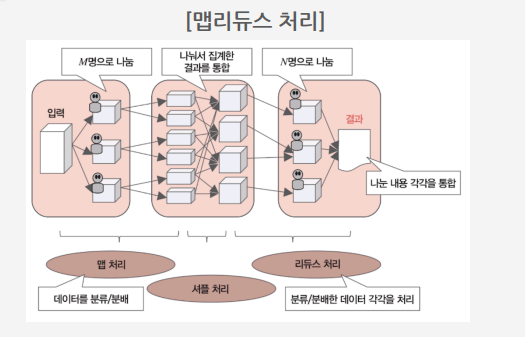 [맵리듀스 처리]
M명으로 나눔
나눠서 집계한
결과를 통합
N명으로 나눔
입력
결과
나눈 내용 각각을 통합
맵 처리
셔플 처리
리듀스 처리
데이터를 분류/분배
분류/분배한 데이터 각각을 처리